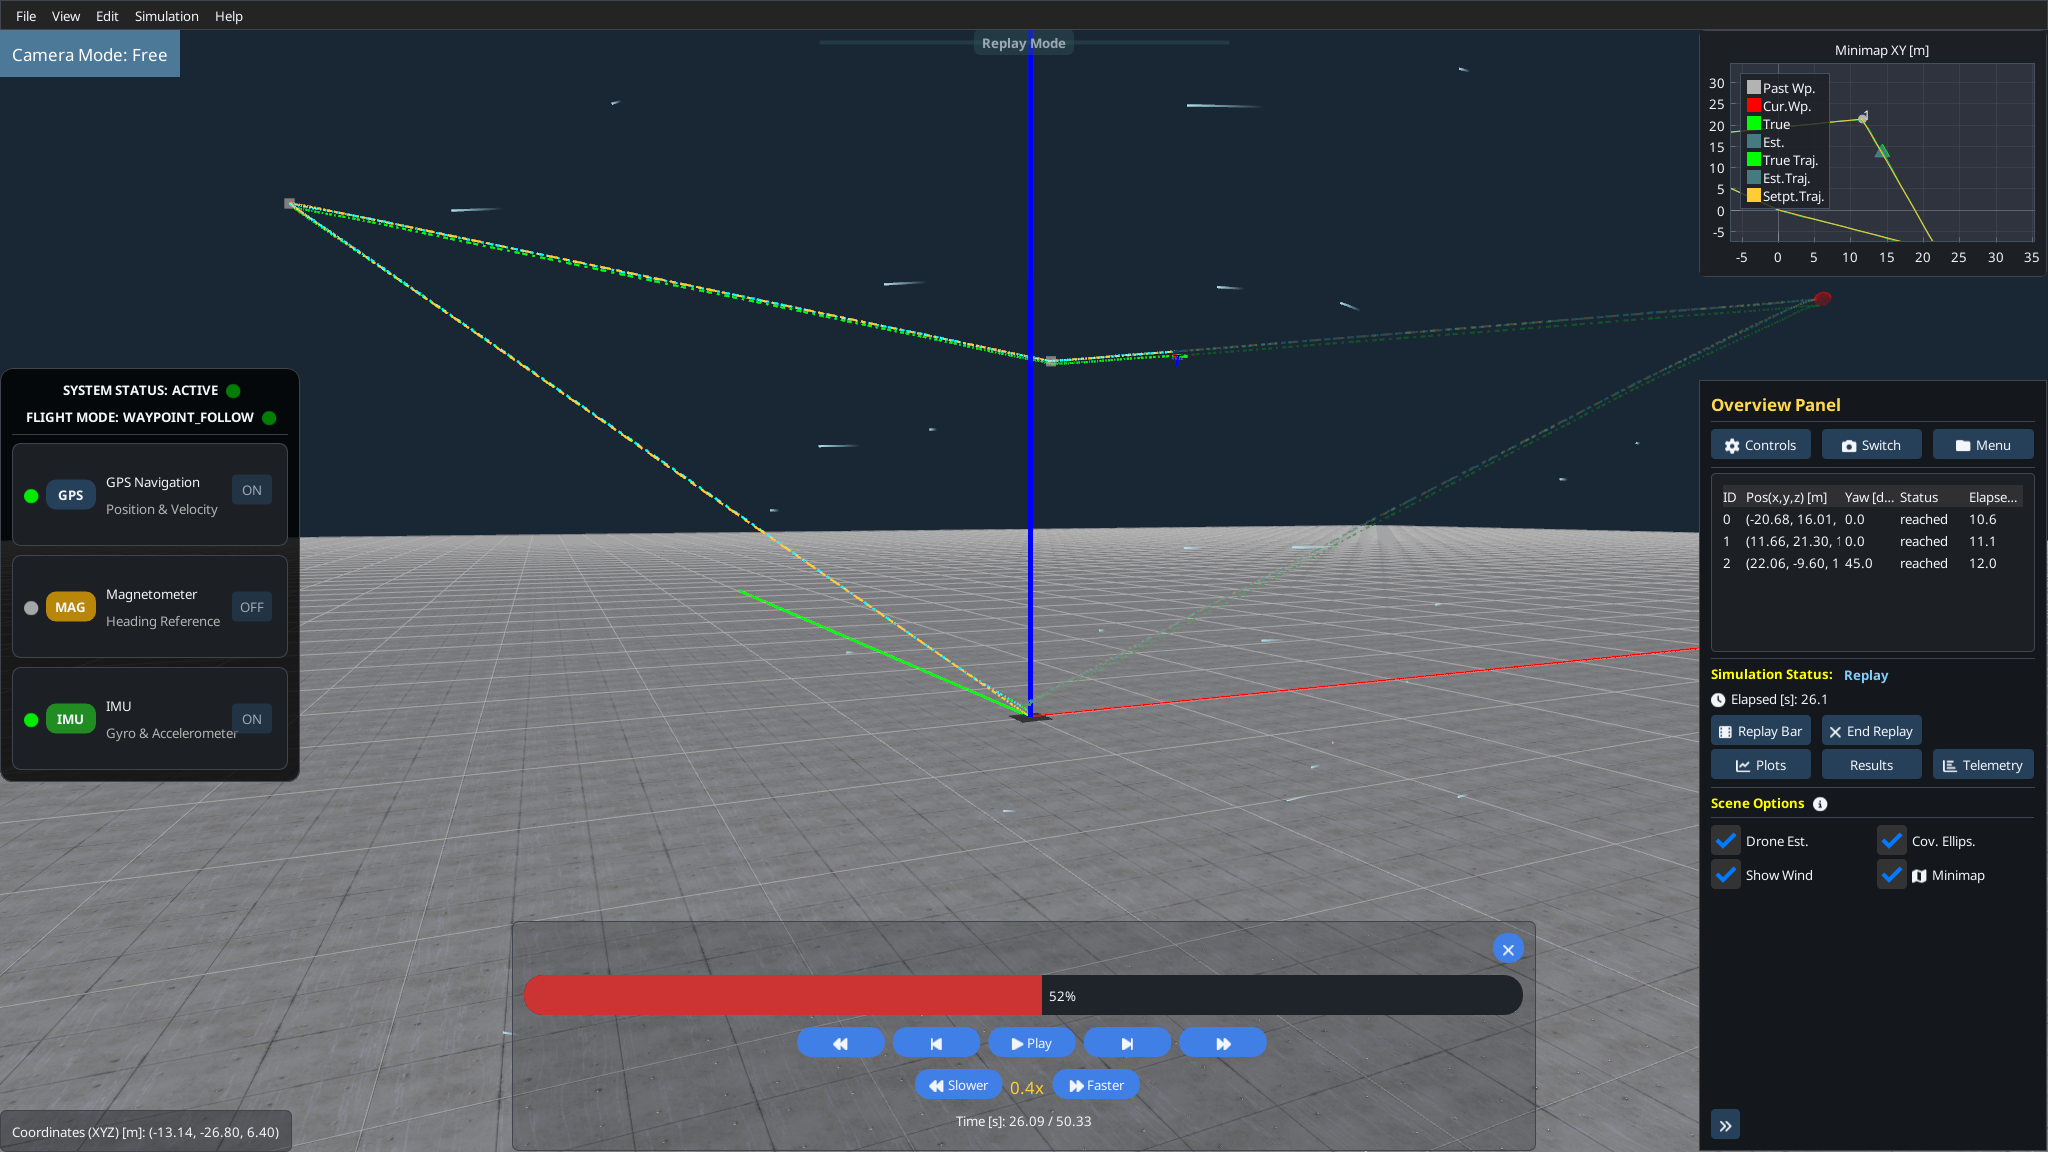 File View Edit Simulation Help
Camera Mode: Free
Replay Mode
Minimap XY [m]
30
25
20
15
10
5
0
-5
-5 0 5 10 15 20 25 30 35
Past Wp.
Cur.Wp.
True
Est.
True Traj.
Est.Traj.
Setpt.Traj.
1
SYSTEM STATUS: ACTIVE
FLIGHT MODE: WAYPOINT_FOLLOW
GPS GPS Navigation ON
Position & Velocity
MAG Magnetometer OFF
Heading Reference
IMU IMU ON
Gyro & Accelerometer
Overview Panel
Controls Switch Menu
ID Pos(x,y,z) [m] Yaw [d... Status Elapse...
0 (-20.68, 16.01, 0.0 reached 10.6
1 (11.66, 21.30, 1 0.0 reached 11.1
2 (22.06, -9.60, 1 45.0 reached 12.0
Simulation Status: Replay
Elapsed [s]: 26.1
Replay Bar End Replay
Plots Results Telemetry
Scene Options
Drone Est. Cov. Ellips.
Show Wind Minimap
52%
Play
Slower 0.4x Faster
Time [s]: 26.09 / 50.33
Coordinates (XYZ) [m]: (-13.14, -26.80, 6.40)